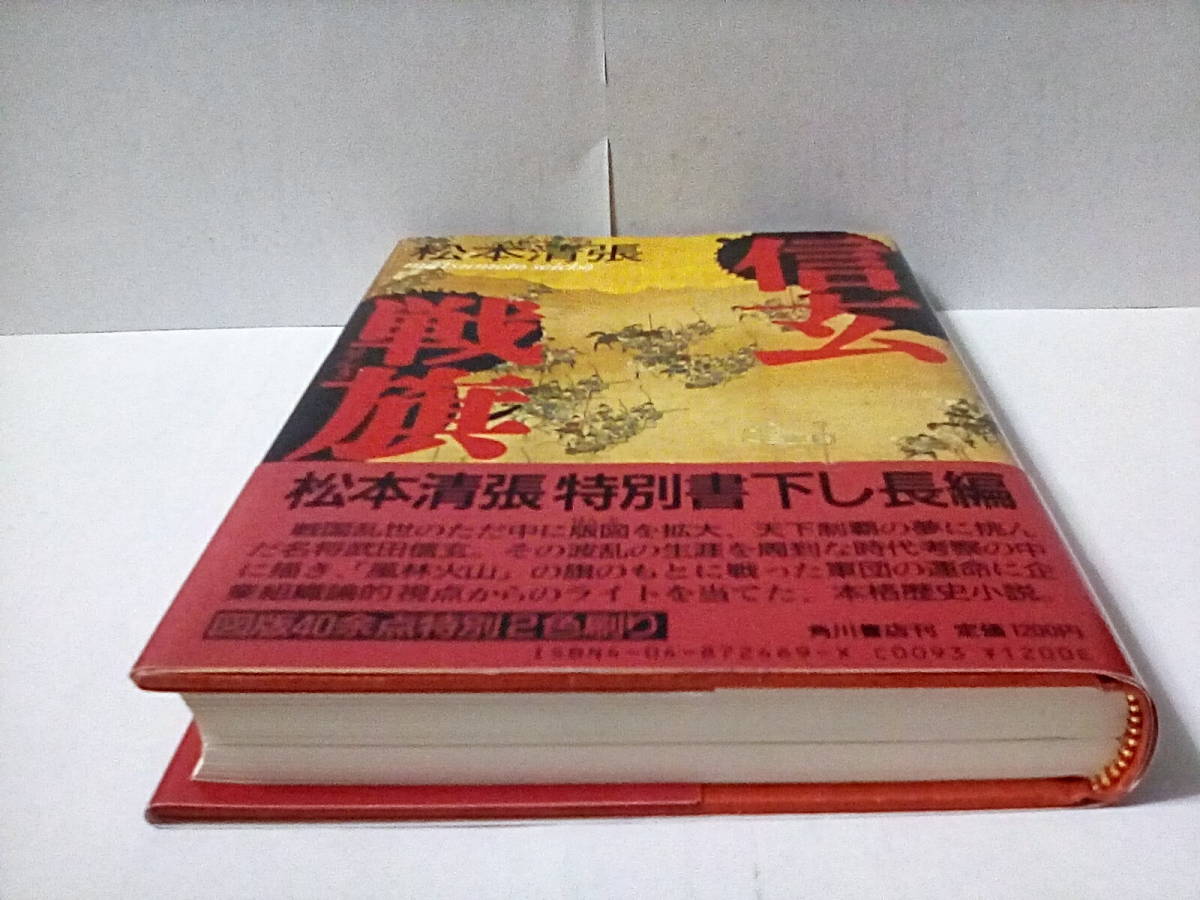 信玄
戦旗
松本清張
松本清張 特別書下し長編
戦国乱世のただ中に版図を拡大、天下制覇の夢に挑ん
だ名将武田信玄。その波乱の生涯を周到な時代考察の中
に描き、「風林火山」の旗のもとに戦った軍団の運命に企
業組織論的視点からのライトを当てた、本格歴史小説。
図版40余点特別2色刷り
角川書店刊 定価1200円
C0093 ¥1200E